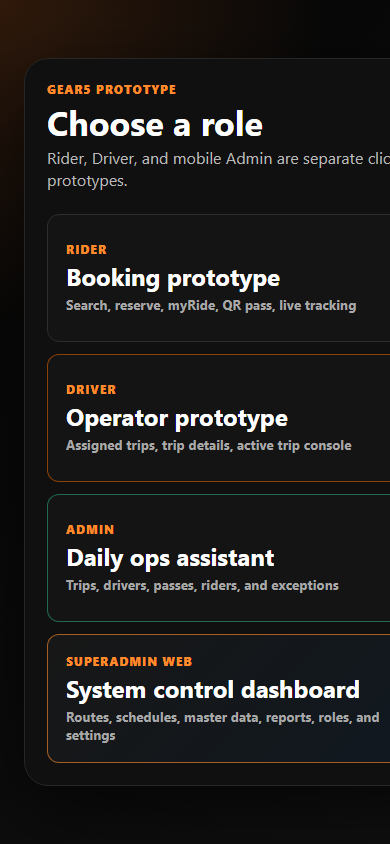 GEAR5 PROTOTYPE
Choose a role
Rider, Driver, and mobile Admin are separate
prototypes.
RIDER
Booking prototype
Search, reserve, myRide, QR pass, live tracking
DRIVER
Operator prototype
Assigned trips, trip details, active trip console
ADMIN
Daily ops assistant
Trips, drivers, passes, riders, and exceptions
SUPERADMIN WEB
System control dashboard
Routes, schedules, master data, reports, roles, and
settings